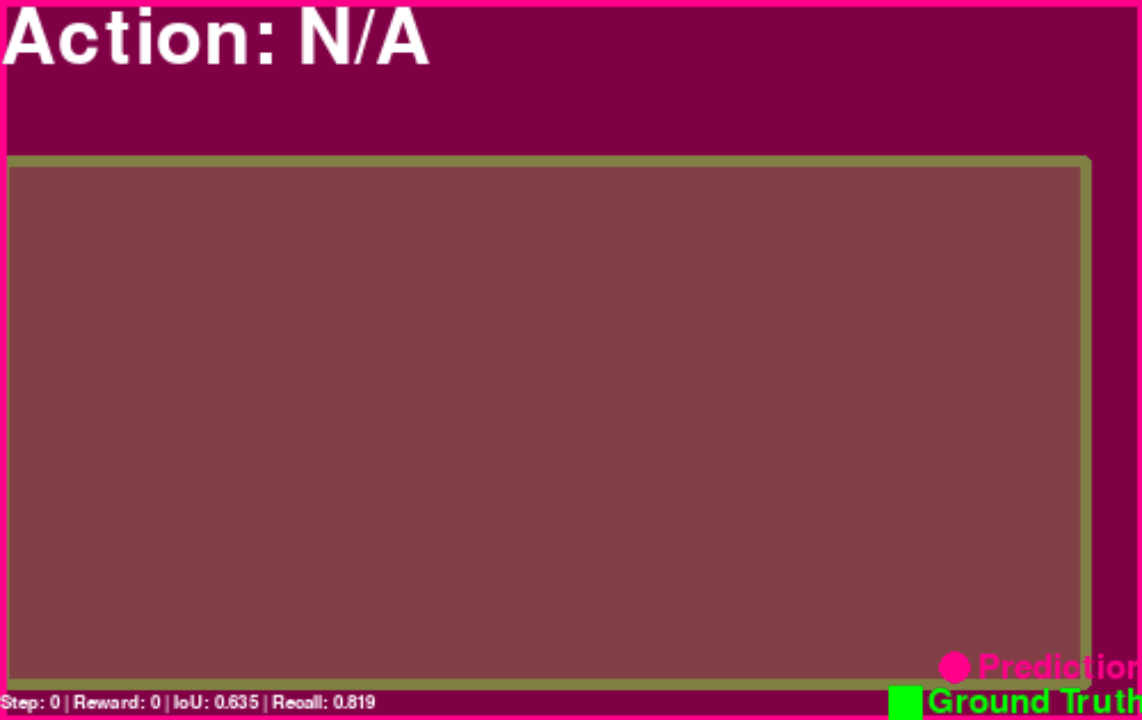 Action: N/A
Prediction
Ground Truth
Step: 0 | Reward: 0 | IoU: 0.635 | Recall: 0.819